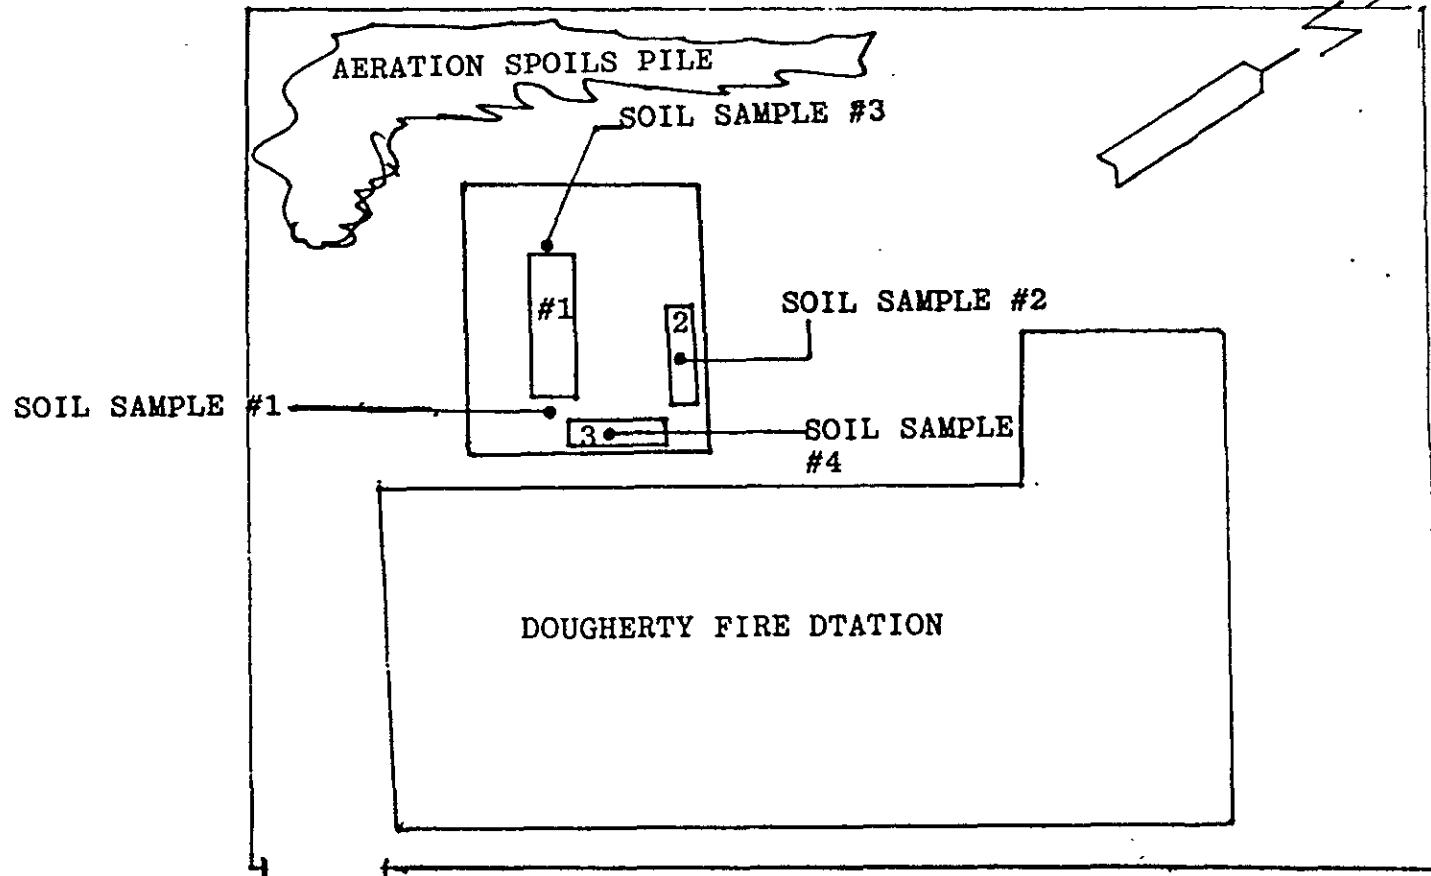 AERATION SPOILS PILE
SOIL SAMPLE #3
SOIL SAMPLE #2
#1
2
SOIL SAMPLE #1
3
SOIL SAMPLE
#4
DOUGHERTY FIRE DTATION